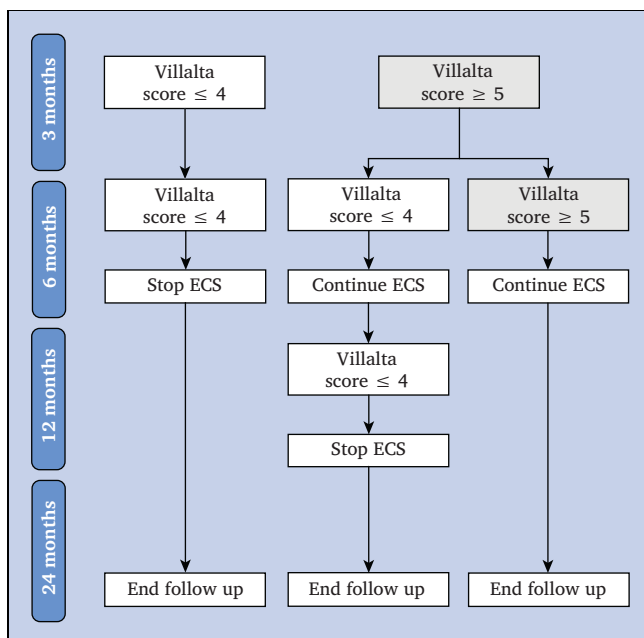 3 months
Villalta
score ≤ 4
Villalta
score ≥ 5
6 months
Villalta
score ≤ 4
Villalta
score ≤ 4
Villalta
score ≥ 5
Stop ECS
Continue ECS
Continue ECS
12 months
Villalta
score ≤ 4
Stop ECS
24 months
End follow up
End follow up
End follow up